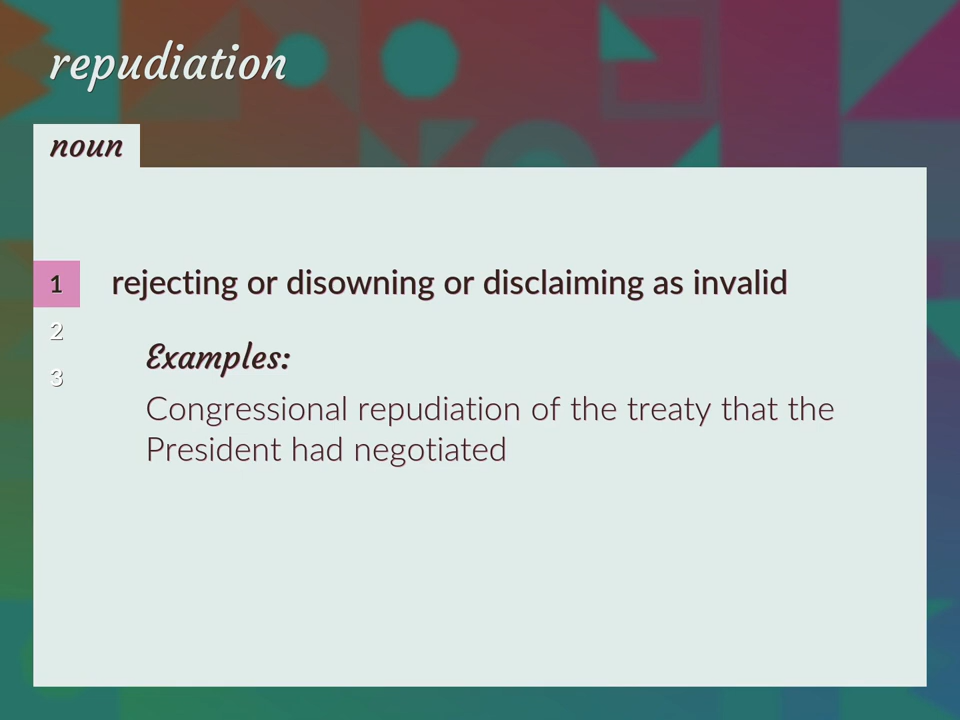 repudiation
noun
1 rejecting or disowning or disclaiming as invalid
2
Examples:
3
Congressional repudiation of the treaty that the
President had negotiated